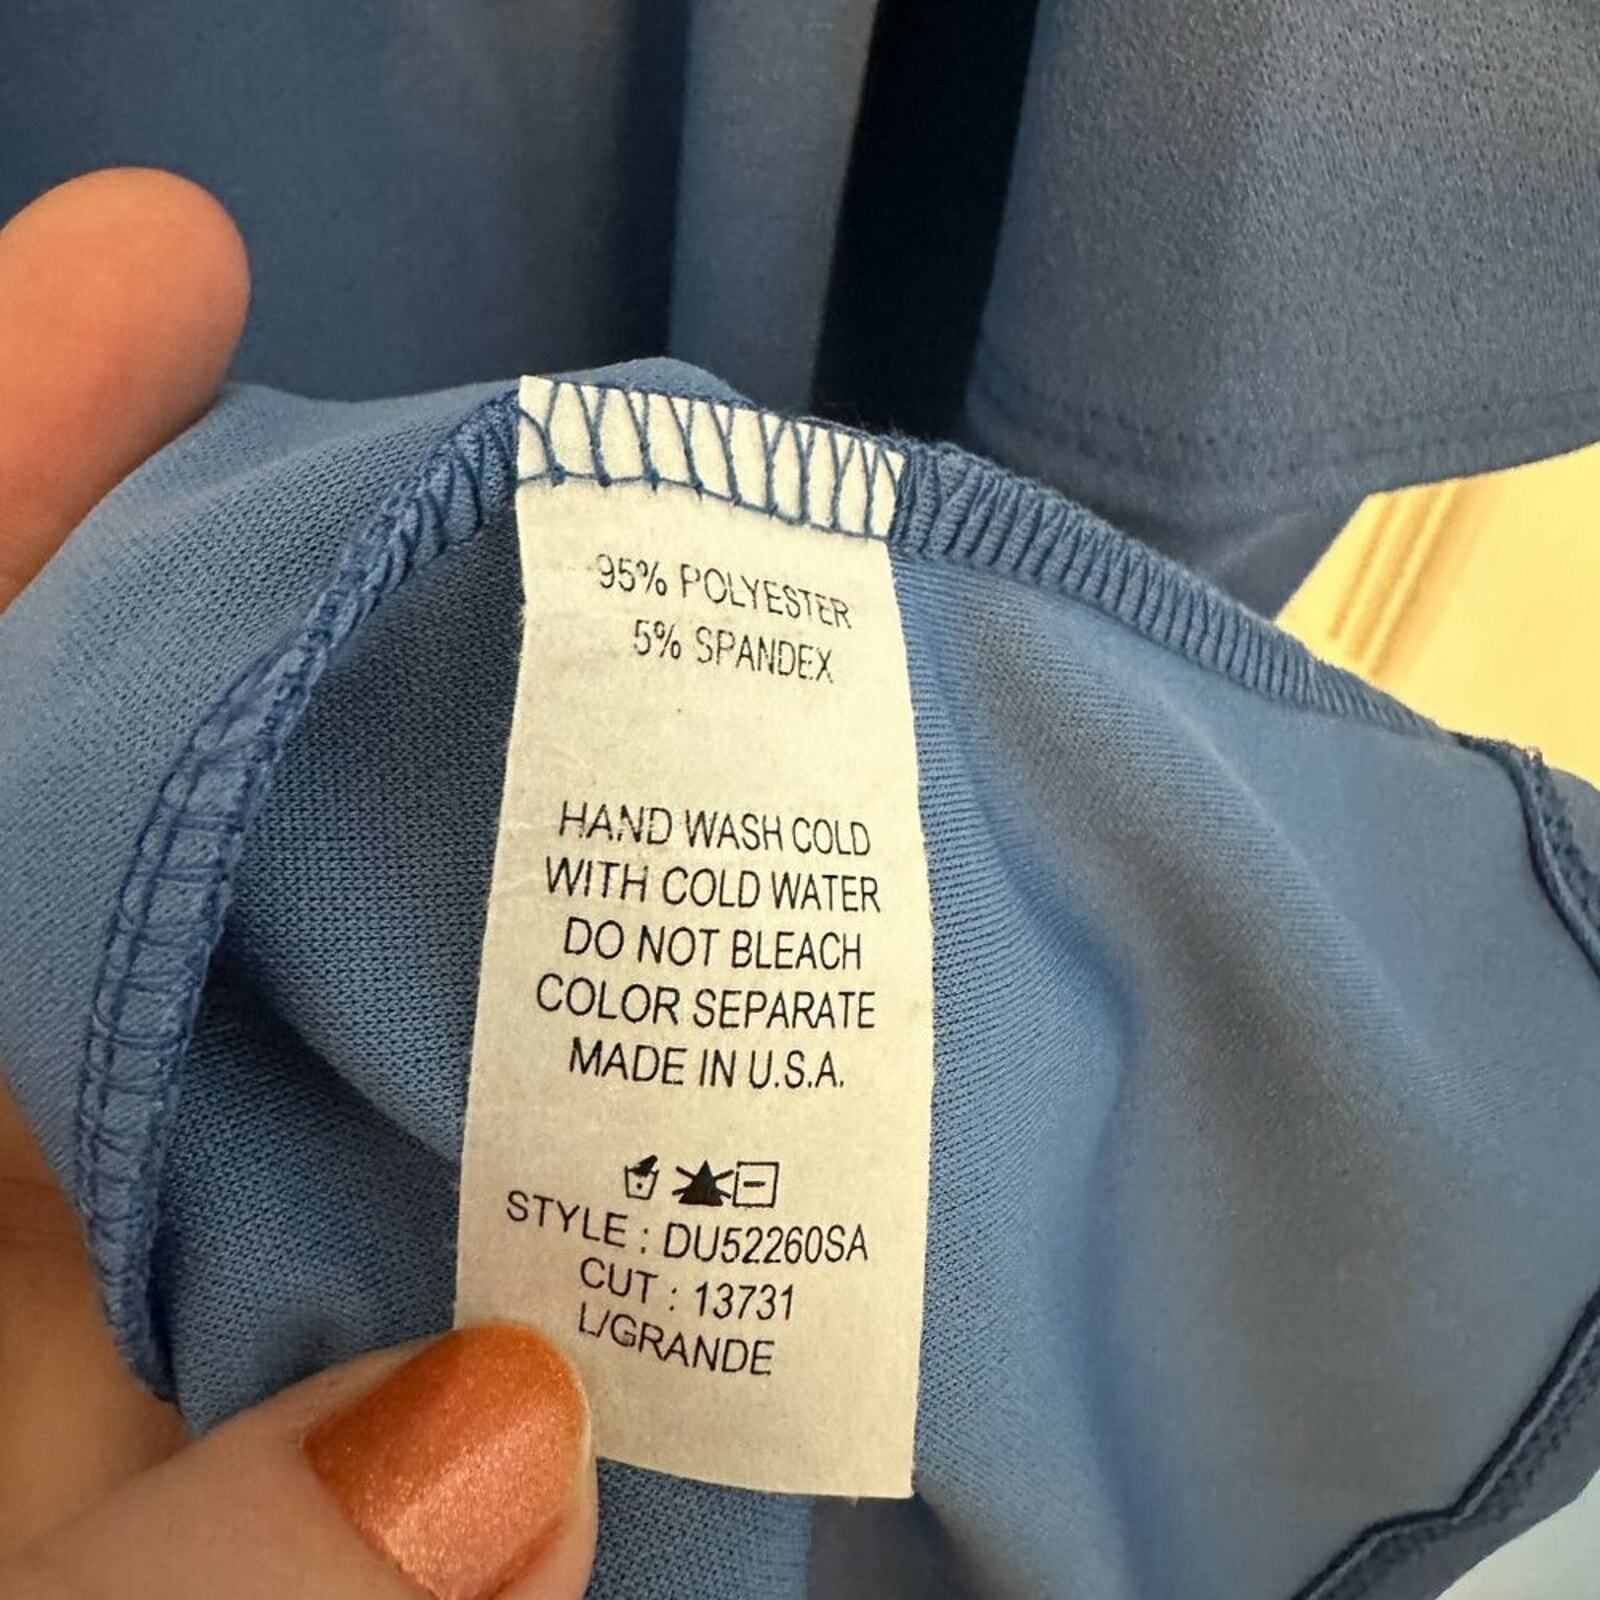 95% POLYESTER
5% SPANDEX
HAND WASH COLD
WITH COLD WATER
DO NOT BLEACH
COLOR SEPARATE
MADE IN U.S.A.
STYLE : DU52260SA
CUT : 13731
L/GRANDE